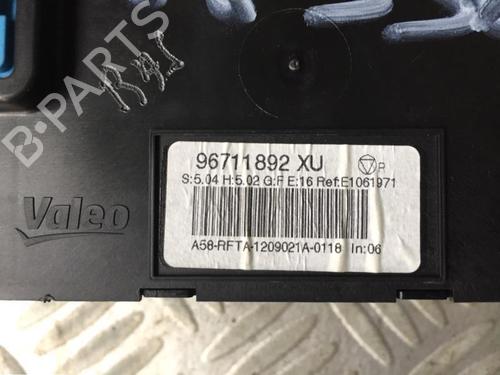 B-PARTS
96711892 XU
P
S:5.04 H:5.02 G:F E:16 Ref:E1061971
Valeo
A58-RFTA-1209021A-0118 In:06